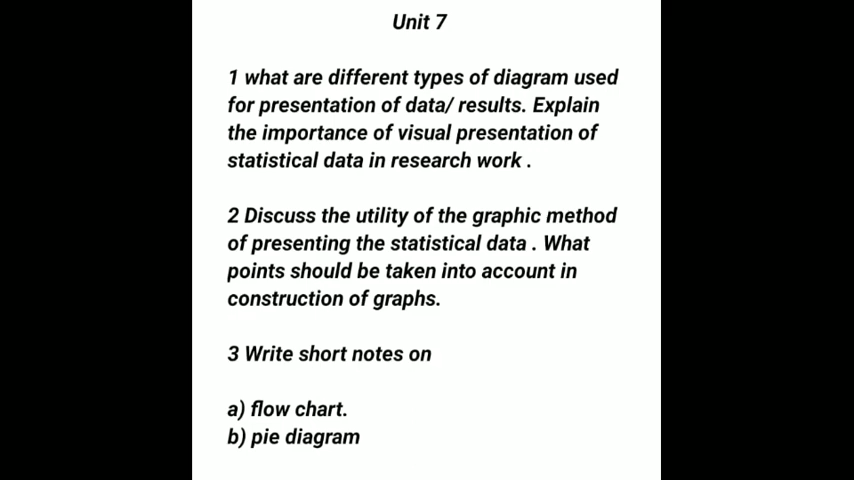 Unit 7
1 what are different types of diagram used
for presentation of data/ results. Explain
the importance of visual presentation of
statistical data in research work .
2 Discuss the utility of the graphic method
of presenting the statistical data . What
points should be taken into account in
construction of graphs.
3 Write short notes on
a) flow chart.
b) pie diagram